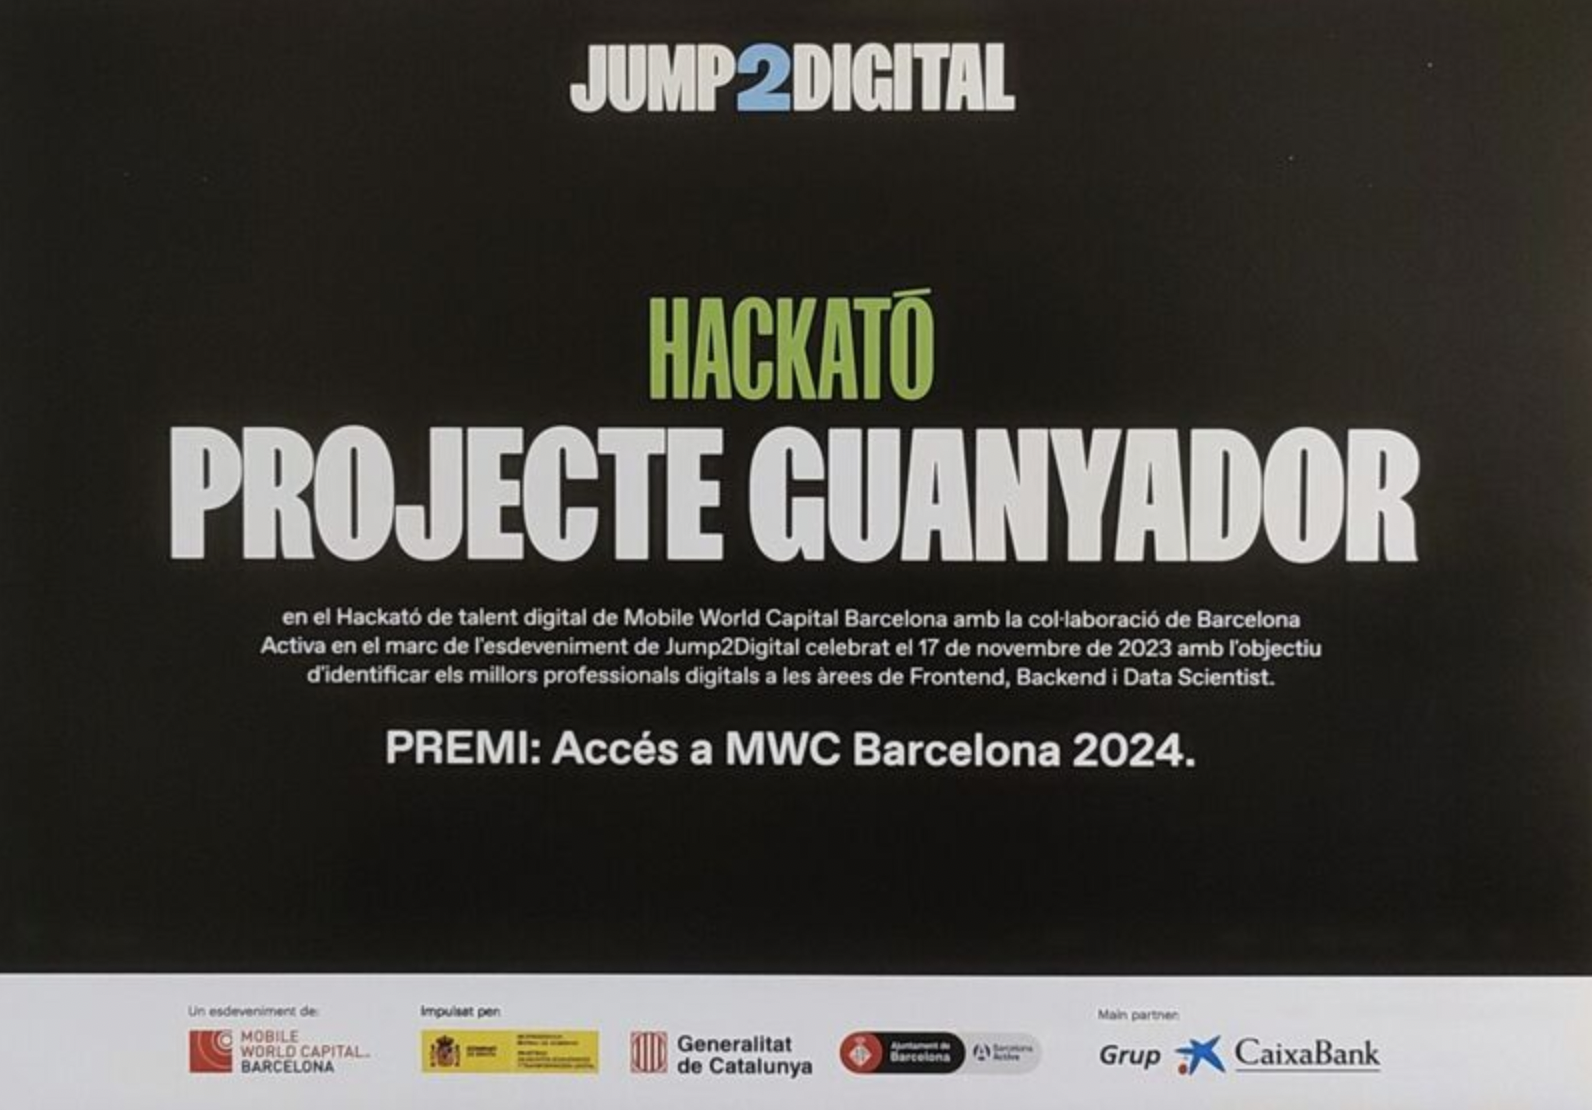 JUMP2DIGITAL
HACKATÓ
PROJECTE GUANYADOR
en el Hackató de talent digital de Mobile World Capital Barcelona amb la col·laboració de Barcelona
Activa en el marc de l'esdeveniment de Jump2Digital celebrat el 17 de novembre de 2023 amb l'objectiu
d'identificar els millors professionals digitals a les àrees de Frontend, Backend i Data Scientist.
PREMI: Accés a MWC Barcelona 2024.
Un esdeveniment de:
MOBILE
WORLD CAPITAL
BARCELONA
Impulsat per:
Generalitat
de Catalunya
Ajuntament de
Barcelona
Barcelona
Activa
Main partner:
Grup CaixaBank